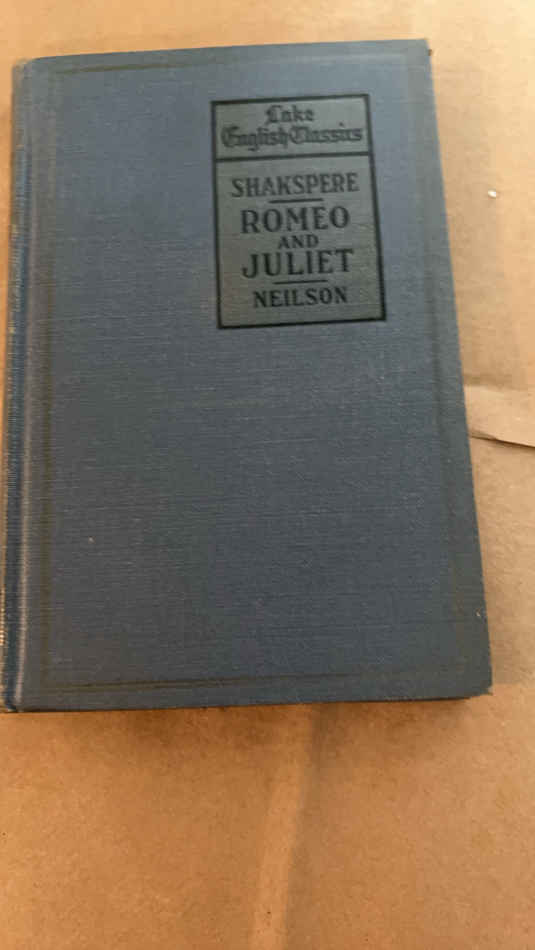 Lake
English Classics
SHAKSPERE
ROMEO
AND
JULIET
NEILSON